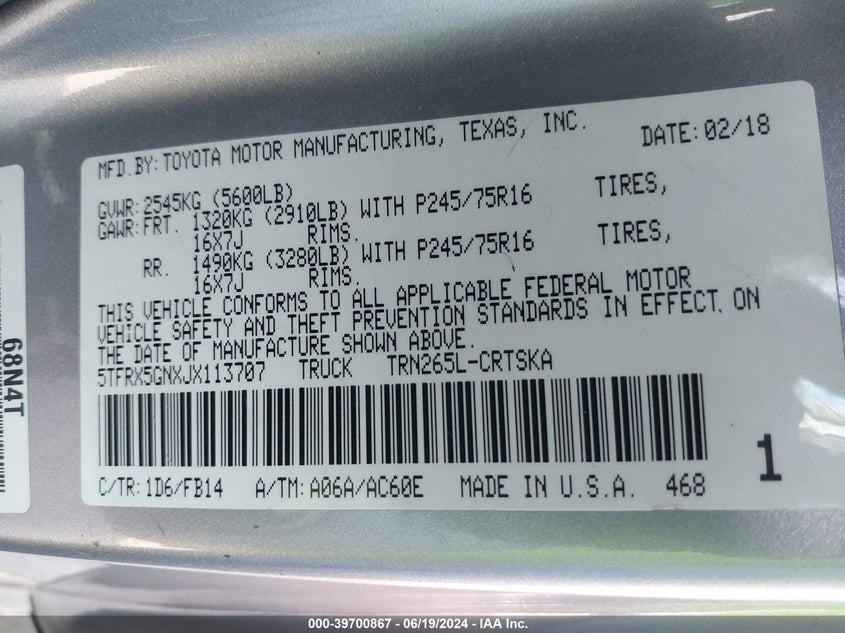 MFD.BY: TOYOTA MOTOR MANUFACTURING, TEXAS, INC. DATE: 02/18
GVWR: 2545KG (5600LB)
GAWR: FRT. 1320KG (2910LB) WITH P245/75R16 TIRES,
16X7J RIMS.
RR. 1490KG (3280LB) WITH P245/75R16 TIRES,
16X7J RIMS.
THIS VEHICLE CONFORMS TO ALL APPLICABLE FEDERAL MOTOR
VEHICLE SAFETY AND THEFT PREVENTION STANDARDS IN EFFECT. ON
THE DATE OF MANUFACTURE SHOWN ABOVE.
5TFRX5GNXJX113707 TRUCK TRN265L-CRTSKA
C/TR: 1D6/FB14 A/TM: A06A/AC60E MADE IN U.S.A. 468
1
68N4T
000-39700867 - 06/19/2024 - IAA Inc.